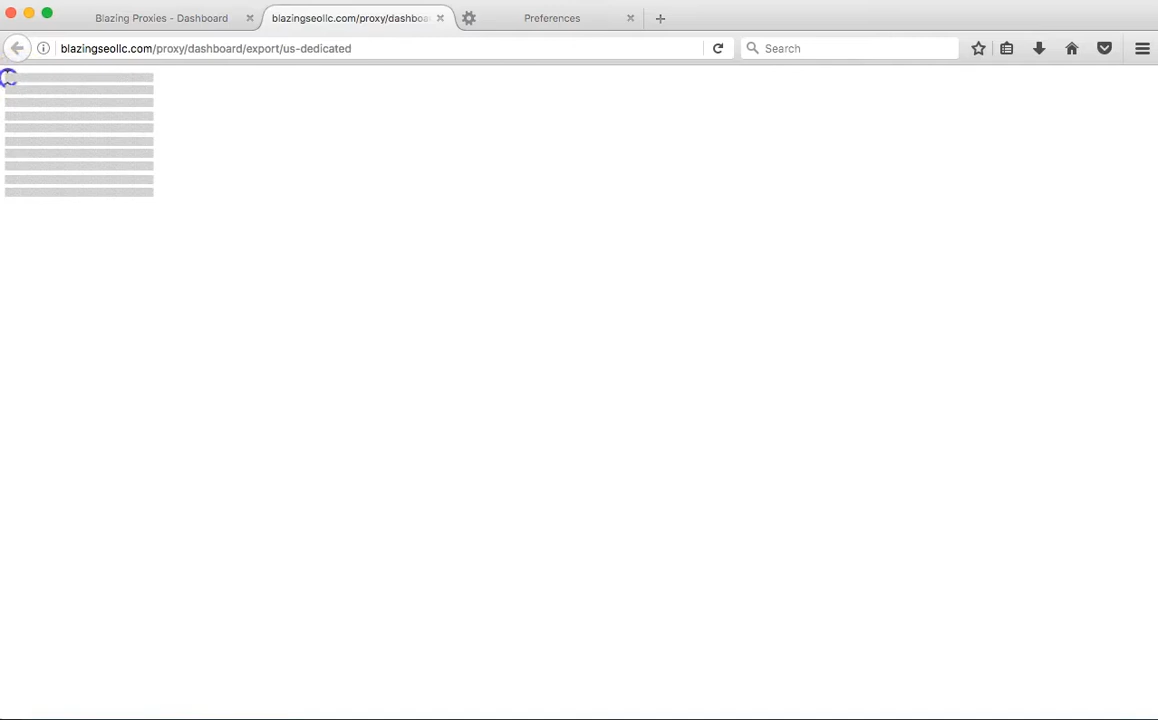 Blazing Proxies - Dashboard
blazingseollc.com/proxy/dashboa
Preferences
blazingseollc.com/proxy/dashboard/export/us-dedicated
Search